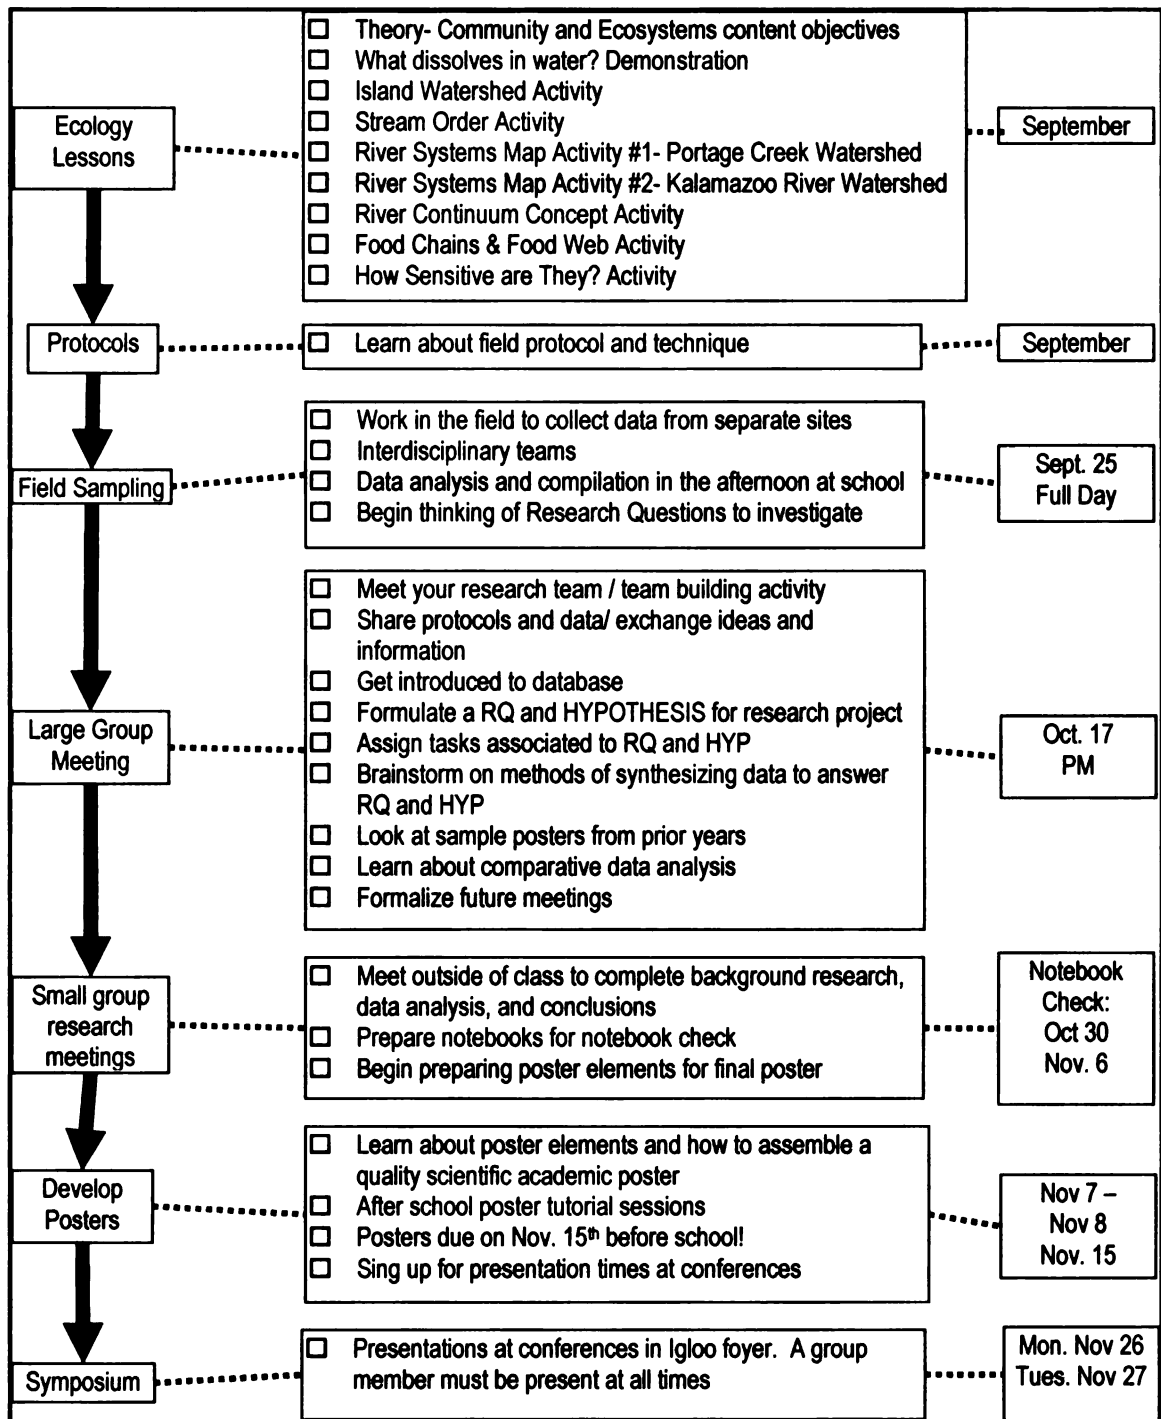 Ecology
Lessons
☐ Theory- Community and Ecosystems content objectives
☐ What dissolves in water? Demonstration
☐ Island Watershed Activity
☐ Stream Order Activity
☐ River Systems Map Activity #1- Portage Creek Watershed
☐ River Systems Map Activity #2- Kalamazoo River Watershed
☐ River Continuum Concept Activity
☐ Food Chains & Food Web Activity
☐ How Sensitive are They? Activity
September
Protocols
☐ Learn about field protocol and technique
September
Field Sampling
☐ Work in the field to collect data from separate sites
☐ Interdisciplinary teams
☐ Data analysis and compilation in the afternoon at school
☐ Begin thinking of Research Questions to investigate
Sept. 25
Full Day
Large Group
Meeting
☐ Meet your research team / team building activity
☐ Share protocols and data/ exchange ideas and
information
☐ Get introduced to database
☐ Formulate a RQ and HYPOTHESIS for research project
☐ Assign tasks associated to RQ and HYP
☐ Brainstorm on methods of synthesizing data to answer
RQ and HYP
☐ Look at sample posters from prior years
☐ Learn about comparative data analysis
☐ Formalize future meetings
Oct. 17
PM
Small group
research
meetings
☐ Meet outside of class to complete background research,
data analysis, and conclusions
☐ Prepare notebooks for notebook check
☐ Begin preparing poster elements for final poster
Notebook
Check:
Oct 30
Nov. 6
Develop
Posters
☐ Learn about poster elements and how to assemble a
quality scientific academic poster
☐ After school poster tutorial sessions
☐ Posters due on Nov. 15th before school!
☐ Sing up for presentation times at conferences
Nov 7 –
Nov 8
Nov. 15
Symposium
☐ Presentations at conferences in Igloo foyer. A group
member must be present at all times
Mon. Nov 26
Tues. Nov 27